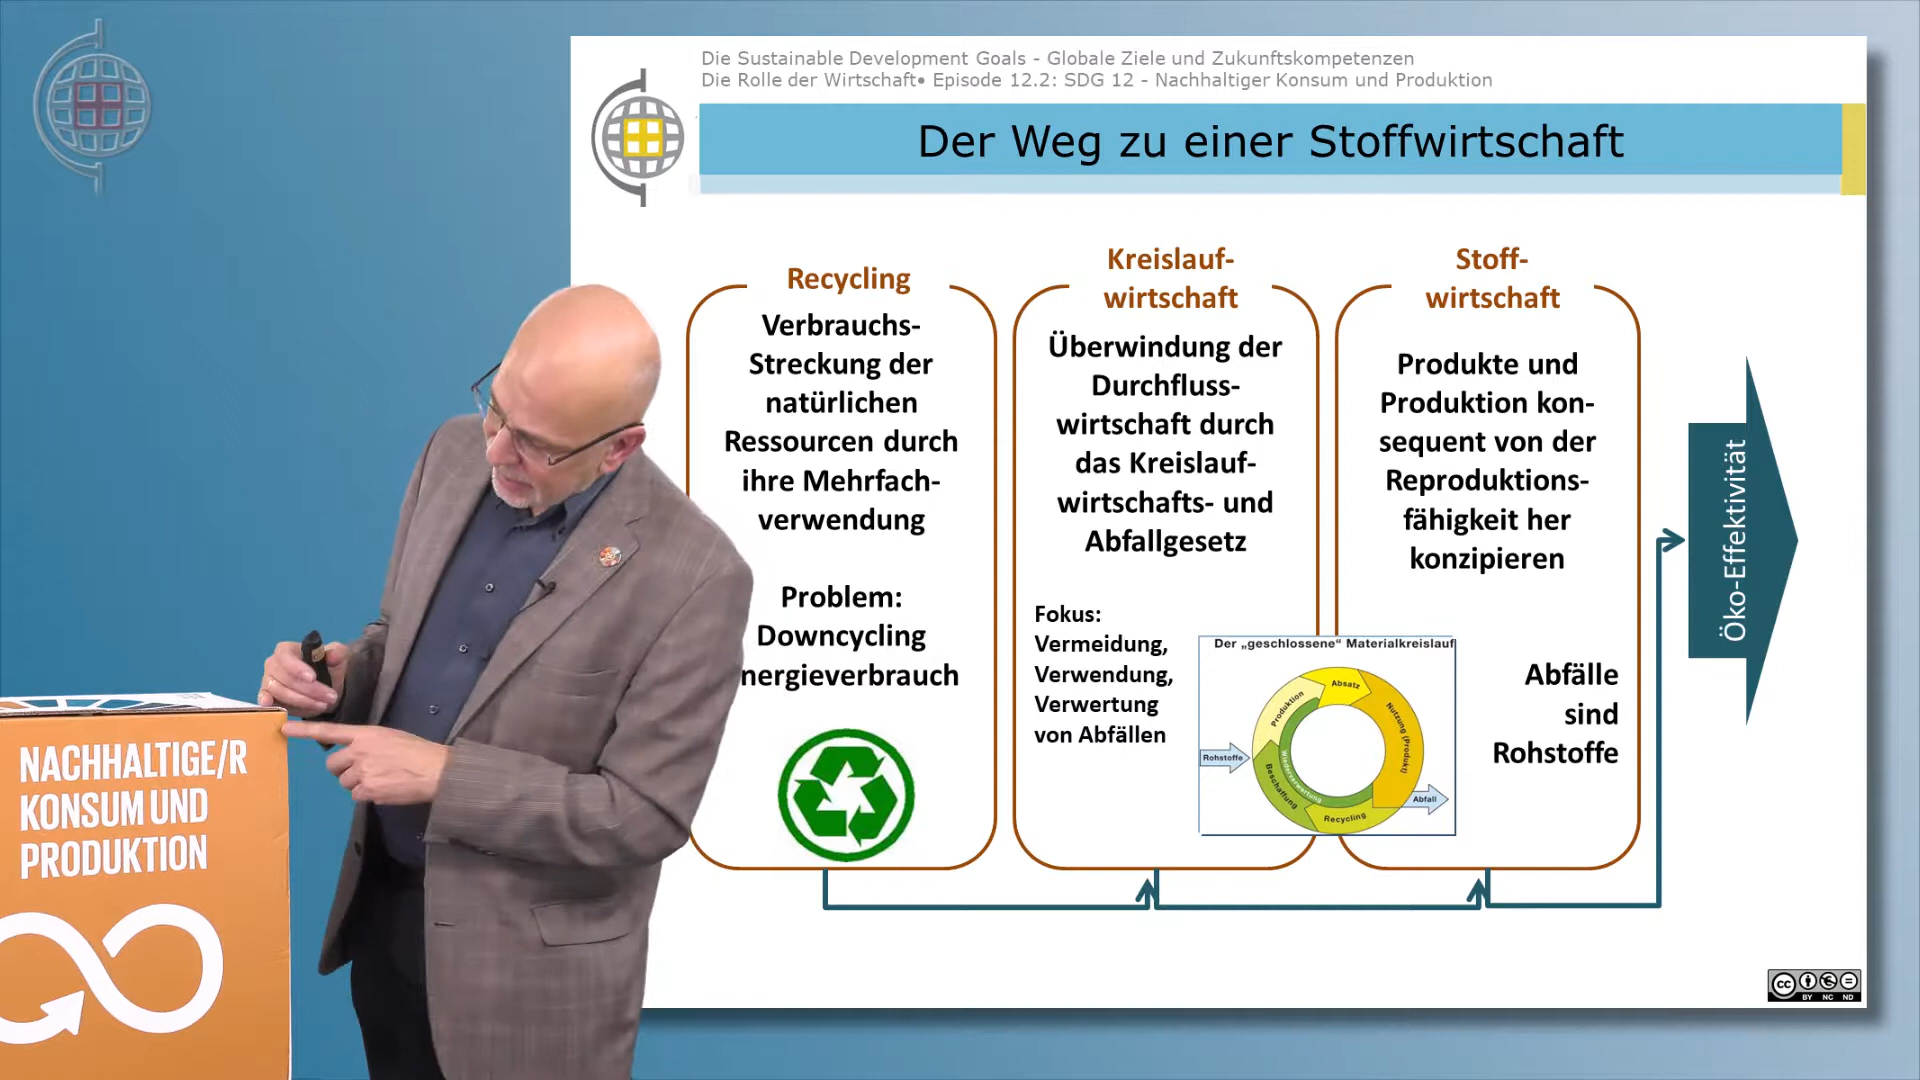 Die Sustainable Development Goals - Globale Ziele und Zukunftskompetenzen
Die Rolle der Wirtschaft• Episode 12.2: SDG 12 - Nachhaltiger Konsum und Produktion
Der Weg zu einer Stoffwirtschaft
Recycling
Verbrauchs-
Streckung der
natürlichen
Ressourcen durch
ihre Mehrfach-
verwendung
Problem:
Downcycling
nergieverbrauch
Kreislauf-
wirtschaft
Überwindung der
Durchfluss-
wirtschaft durch
das Kreislauf-
wirtschafts- und
Abfallgesetz
Fokus:
Vermeidung,
Verwendung,
Verwertung
von Abfällen
Der „geschlossene“ Materialkreislauf
Absatz
Produktion
Nutzung (Produkt)
Rohstoffe
Wiederverwertung
Beschaffung
Abfall
Recycling
Stoff-
wirtschaft
Produkte und
Produktion kon-
sequent von der
Reproduktions-
fähigkeit her
konzipieren
Abfälle
sind
Rohstoffe
Öko-Effektivität
NACHHALTIGE/R
KONSUM UND
PRODUKTION
cc
BY NC ND